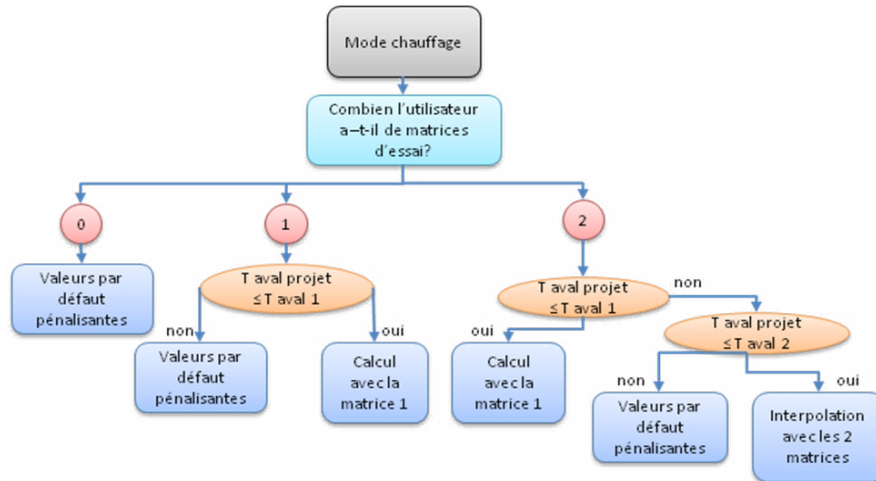 Mode chauffage
Combien l'utilisateur
a–t-il de matrices
d'essai?
0
1
2
Valeurs par
défaut
pénalisantes
T aval projet
≤T aval 1
non
oui
Valeurs par
défaut
pénalisantes
Calcul
avec la
matrice 1
T aval projet
≤T aval 1
oui
non
Calcul
avec la
matrice 1
T aval projet
≤T aval 2
non
oui
Valeurs par
défaut
pénalisantes
Interpolation
avec les 2
matrices